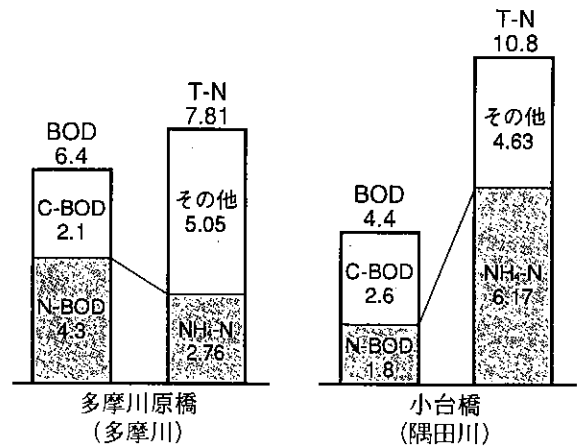 BOD
6.4
C-BOD
2.1
N-BOD
4.3
T-N
7.81
その他
5.05
NH₄-N
2.76
多摩川原橋
(多摩川)
BOD
4.4
C-BOD
2.6
N-BOD
1.8
T-N
10.8
その他
4.63
NH₄-N
6.17
小台橋
(隅田川)